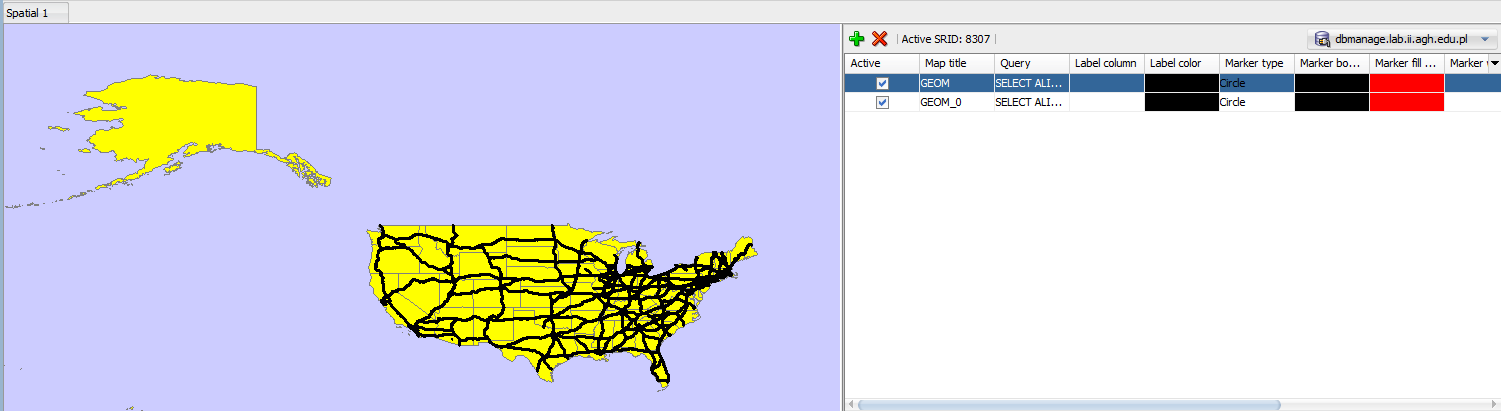 Spatial 1
Active SRID: 8307
dbmanage.lab.ii.agh.edu.pl
Active Map title Query Label column Label color Marker type Marker bo... Marker fill ... Marker
GEOM SELECT ALI... Circle
GEOM_0 SELECT ALI... Circle